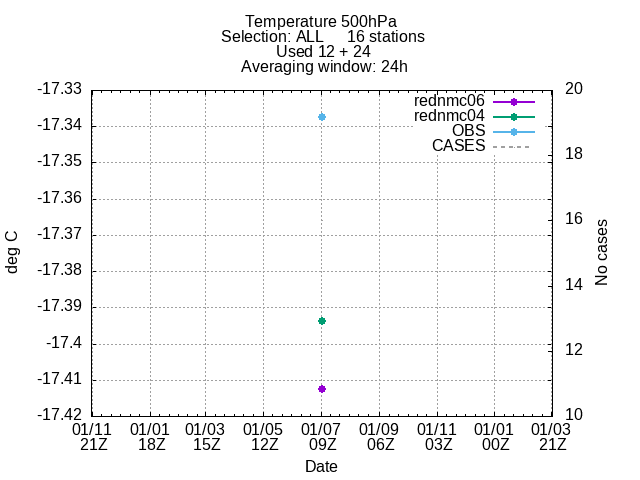 Temperature 500hPa
Selection: ALL 16 stations
Used 12 + 24
Averaging window: 24h
-17.33
-17.34
-17.35
-17.36
-17.37
-17.38
-17.39
-17.4
-17.41
-17.42
deg C
rednmc06
rednmc04
OBS
CASES
20
18
16
14
12
10
No cases
01/11 01/01 01/03 01/05 01/07 01/09 01/11 01/01 01/03
21Z 18Z 15Z 12Z 09Z 06Z 03Z 00Z 21Z
Date